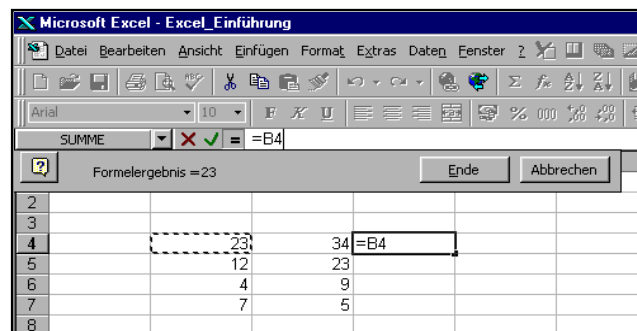 Microsoft Excel - Excel_Einführung
Datei Bearbeiten Ansicht Einfügen Format Extras Daten Fenster ?
Arial 10 F K U % 000
SUMME = =B4
Formelergebnis =23 Ende Abbrechen
2
3
4 23 34 =B4
5 12 23
6 4 9
7 7 5
8